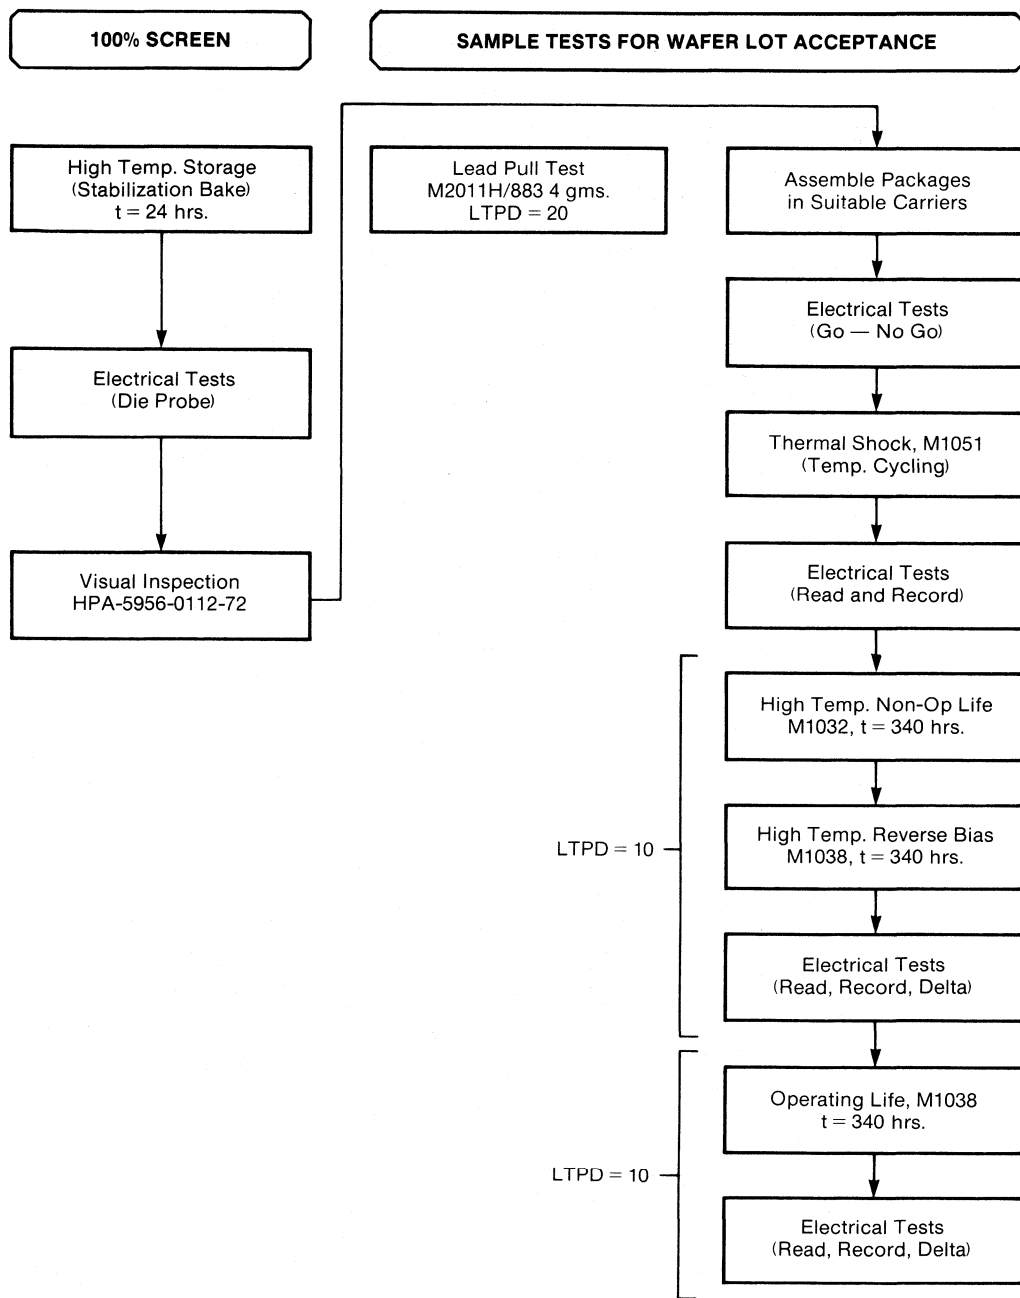 100% SCREEN
SAMPLE TESTS FOR WAFER LOT ACCEPTANCE
High Temp. Storage
(Stabilization Bake)
t = 24 hrs.
Electrical Tests
(Die Probe)
Visual Inspection
HPA-5956-0112-72
Lead Pull Test
M2011H/883 4 gms.
LTPD = 20
Assemble Packages
in Suitable Carriers
Electrical Tests
(Go — No Go)
Thermal Shock, M1051
(Temp. Cycling)
Electrical Tests
(Read and Record)
LTPD = 10
High Temp. Non-Op Life
M1032, t = 340 hrs.
High Temp. Reverse Bias
M1038, t = 340 hrs.
Electrical Tests
(Read, Record, Delta)
LTPD = 10
Operating Life, M1038
t = 340 hrs.
Electrical Tests
(Read, Record, Delta)